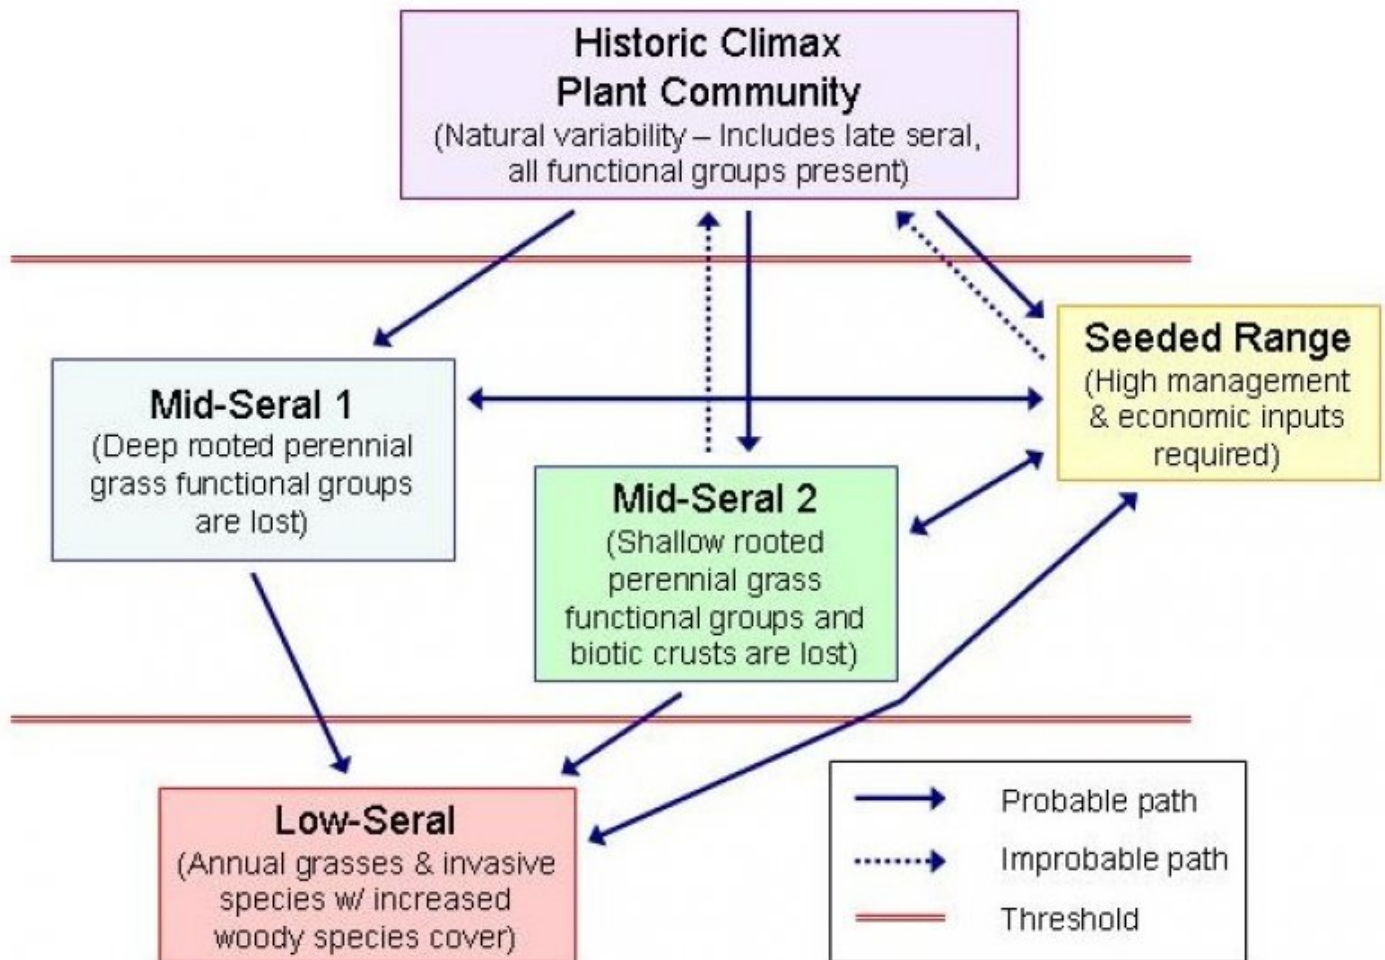 Historic Climax
Plant Community
(Natural variability – Includes late seral,
all functional groups present)
Seeded Range
(High management
& economic inputs
required)
Mid-Seral 1
(Deep rooted perennial
grass functional groups
are lost)
Mid-Seral 2
(Shallow rooted
perennial grass
functional groups and
biotic crusts are lost)
Low-Seral
(Annual grasses & invasive
species w/ increased
woody species cover)
Probable path
Improbable path
Threshold